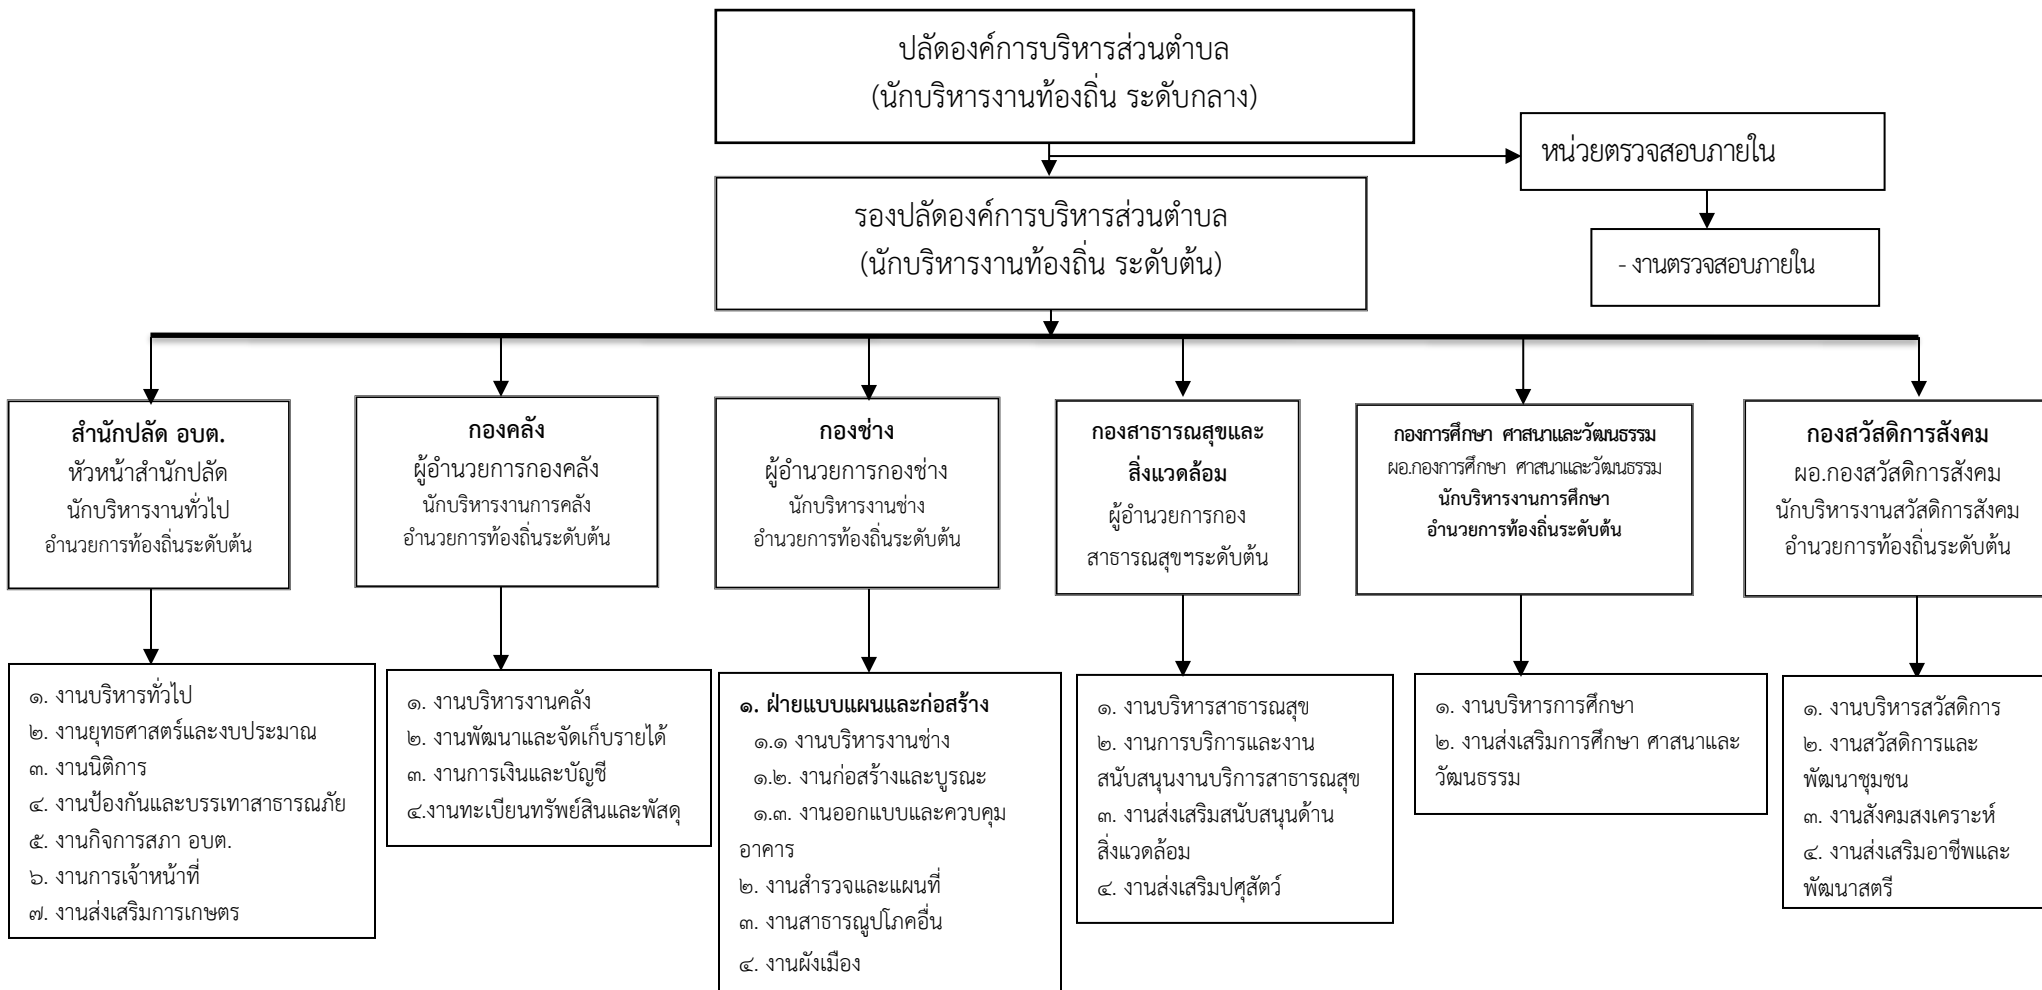 ปลัดองค์การบริหารส่วนตำบล
(นักบริหารงานท้องถิ่น ระดับกลาง)
หน่วยตรวจสอบภายใน
รองปลัดองค์การบริหารส่วนตำบล
(นักบริหารงานท้องถิ่น ระดับต้น)
- งานตรวจสอบภายใน
สำนักปลัด อบต.
หัวหน้าสำนักปลัด
นักบริหารงานทั่วไป
อำนวยการท้องถิ่นระดับต้น
กองคลัง
ผู้อำนวยการกองคลัง
นักบริหารงานการคลัง
อำนวยการท้องถิ่นระดับต้น
กองช่าง
ผู้อำนวยการกองช่าง
นักบริหารงานช่าง
อำนวยการท้องถิ่นระดับต้น
กองสาธารณสุขและ
สิ่งแวดล้อม
ผู้อำนวยการกอง
สาธารณสุขฯระดับต้น
กองการศึกษา ศาสนาและวัฒนธรรม
ผอ.กองการศึกษา ศาสนาและวัฒนธรรม
นักบริหารงานการศึกษา
อำนวยการท้องถิ่นระดับต้น
กองสวัสดิการสังคม
ผอ.กองสวัสดิการสังคม
นักบริหารงานสวัสดิการสังคม
อำนวยการท้องถิ่นระดับต้น
๑. งานบริหารทั่วไป
๒. งานยุทธศาสตร์และงบประมาณ
๓. งานนิติการ
๔. งานป้องกันและบรรเทาสาธารณภัย
๕. งานกิจการสภา อบต.
๖. งานการเจ้าหน้าที่
๗. งานส่งเสริมการเกษตร
๑. งานบริหารงานคลัง
๒. งานพัฒนาและจัดเก็บรายได้
๓. งานการเงินและบัญชี
๔.งานทะเบียนทรัพย์สินและพัสดุ
๑. ฝ่ายแบบแผนและก่อสร้าง
๑.๑ งานบริหารงานช่าง
๑.๒. งานก่อสร้างและบูรณะ
๑.๓. งานออกแบบและควบคุม
อาคาร
๒. งานสำรวจและแผนที่
๓. งานสาธารณูปโภคอื่น
๔. งานผังเมือง
๑. งานบริหารสาธารณสุข
๒. งานการบริการและงาน
สนับสนุนงานบริการสาธารณสุข
๓. งานส่งเสริมสนับสนุนด้าน
สิ่งแวดล้อม
๔. งานส่งเสริมปศุสัตว์
๑. งานบริหารการศึกษา
๒. งานส่งเสริมการศึกษา ศาสนาและ
วัฒนธรรม
๑. งานบริหารสวัสดิการ
๒. งานสวัสดิการและ
พัฒนาชุมชน
๓. งานสังคมสงเคราะห์
๔. งานส่งเสริมอาชีพและ
พัฒนาสตรี